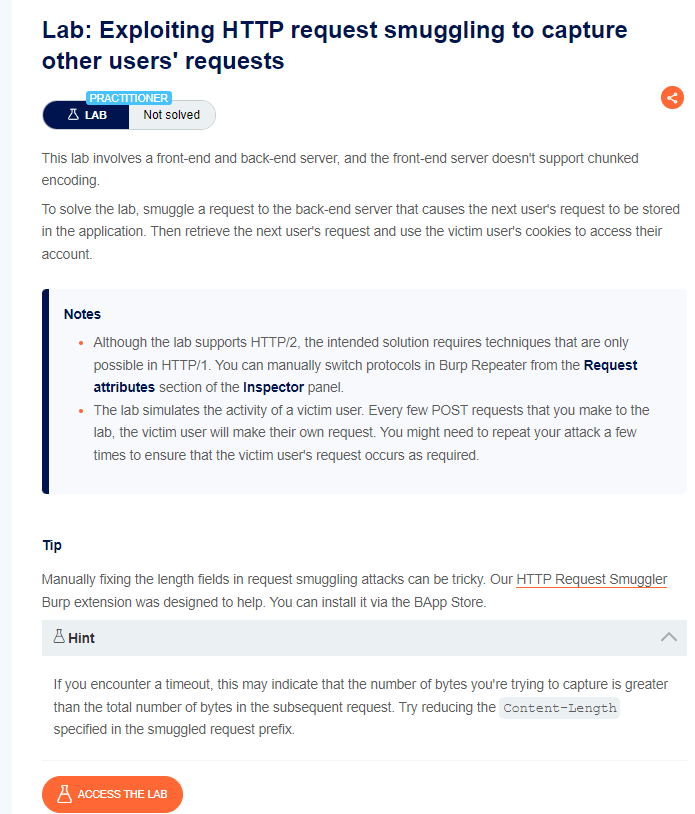 Lab: Exploiting HTTP request smuggling to capture
other users' requests
PRACTITIONER
LAB
Not solved
This lab involves a front-end and back-end server, and the front-end server doesn't support chunked
encoding.
To solve the lab, smuggle a request to the back-end server that causes the next user's request to be stored
in the application. Then retrieve the next user's request and use the victim user's cookies to access their
account.
Notes
• Although the lab supports HTTP/2, the intended solution requires techniques that are only
possible in HTTP/1. You can manually switch protocols in Burp Repeater from the Request
attributes section of the Inspector panel.
• The lab simulates the activity of a victim user. Every few POST requests that you make to the
lab, the victim user will make their own request. You might need to repeat your attack a few
times to ensure that the victim user's request occurs as required.
Tip
Manually fixing the length fields in request smuggling attacks can be tricky. Our HTTP Request Smuggler
Burp extension was designed to help. You can install it via the BApp Store.
Hint
If you encounter a timeout, this may indicate that the number of bytes you're trying to capture is greater
than the total number of bytes in the subsequent request. Try reducing the Content-Length
specified in the smuggled request prefix.
ACCESS THE LAB